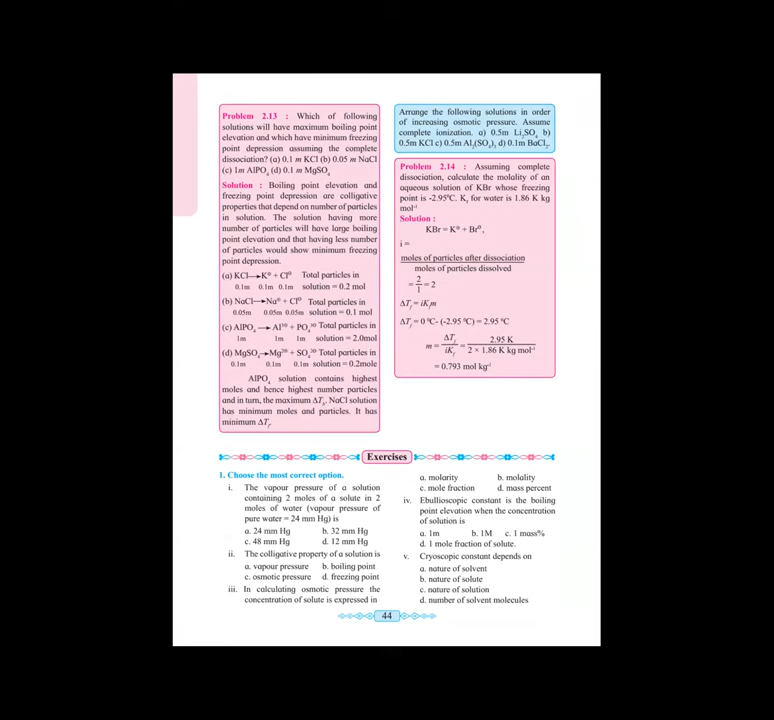 Problem 2.13 : Which of following
solutions will have maximum boiling point
elevation and which have minimum freezing
point depression assuming the complete
dissociation? (a) 0.1 m KCl (b) 0.05 m NaCl
(c) 1m AlPO₄ (d) 0.1 m MgSO₄
Solution : Boiling point elevation and
freezing point depression are colligative
properties that depend on number of particles
in solution. The solution having more
number of particles will have large boiling
point elevation and that having less number
of particles would show minimum freezing
point depression.
(a) KCl → K⊕ + Cl⊖ Total particles in
0.1m 0.1m 0.1m solution = 0.2 mol
(b) NaCl → Na⊕ + Cl⊖ Total particles in
0.05m 0.05m 0.05m solution = 0.1 mol
(c) AlPO₄ → Al³⊕ + PO₄³⊖ Total particles in
1m 1m 1m solution = 2.0mol
(d) MgSO₄ → Mg²⊕ + SO₄²⊖ Total particles in
0.1m 0.1m 0.1m solution = 0.2mole
AlPO₄ solution contains highest
moles and hence highest number particles
and in turn, the maximum ΔT_b. NaCl solution
has minimum moles and particles. It has
minimum ΔT_f.
Arrange the following solutions in order
of increasing osmotic pressure. Assume
complete ionization. a) 0.5m Li₂SO₄ b)
0.5m KCl c) 0.5m Al₂(SO₄)₃ d) 0.1m BaCl₂.
Problem 2.14 : Assuming complete
dissociation, calculate the molality of an
aqueous solution of KBr whose freezing
point is -2.95⁰C. K_f for water is 1.86 K kg
mol⁻¹
Solution :
KBr = K⊕ + Br⊖,
i =
moles of particles after dissociation
moles of particles dissolved
= 2/1 = 2
ΔT_f = iK_f m
ΔT_f = 0 ⁰C- (-2.95 ⁰C) = 2.95 ⁰C
m = ΔT_f / iK_f = 2.95 K / 2 × 1.86 K kg mol⁻¹
= 0.793 mol kg⁻¹
Exercises
1. Choose the most correct option.
i. The vapour pressure of a solution
containing 2 moles of a solute in 2
moles of water (vapour pressure of
pure water = 24 mm Hg) is
a. 24 mm Hg b. 32 mm Hg
c. 48 mm Hg d. 12 mm Hg
ii. The colligative property of a solution is
a. vapour pressure b. boiling point
c. osmotic pressure d. freezing point
iii. In calculating osmotic pressure the
concentration of solute is expressed in
a. molarity b. molality
c. mole fraction d. mass percent
iv. Ebullioscopic constant is the boiling
point elevation when the concentration
of solution is
a. 1m b. 1M c. 1 mass%
d. 1 mole fraction of solute.
v. Cryoscopic constant depends on
a. nature of solvent
b. nature of solute
c. nature of solution
d. number of solvent molecules
44